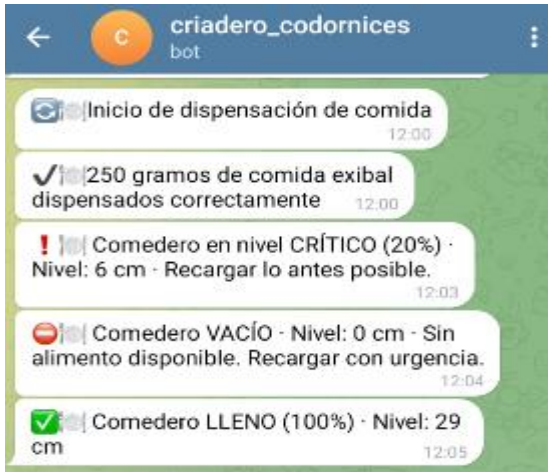 criadero_codornices
C
bot
🔄🍽Inicio de dispensación de comida
12:00
✔🍽250 gramos de comida exibal
dispensados correctamente 12:00
❗🍽 Comedero en nivel CRÍTICO (20%) ·
Nivel: 6 cm · Recargar lo antes posible.
12:03
⛔🍽 Comedero VACÍO · Nivel: 0 cm · Sin
alimento disponible. Recargar con urgencia.
12:04
✅🍽 Comedero LLENO (100%) · Nivel: 29
cm 12:05